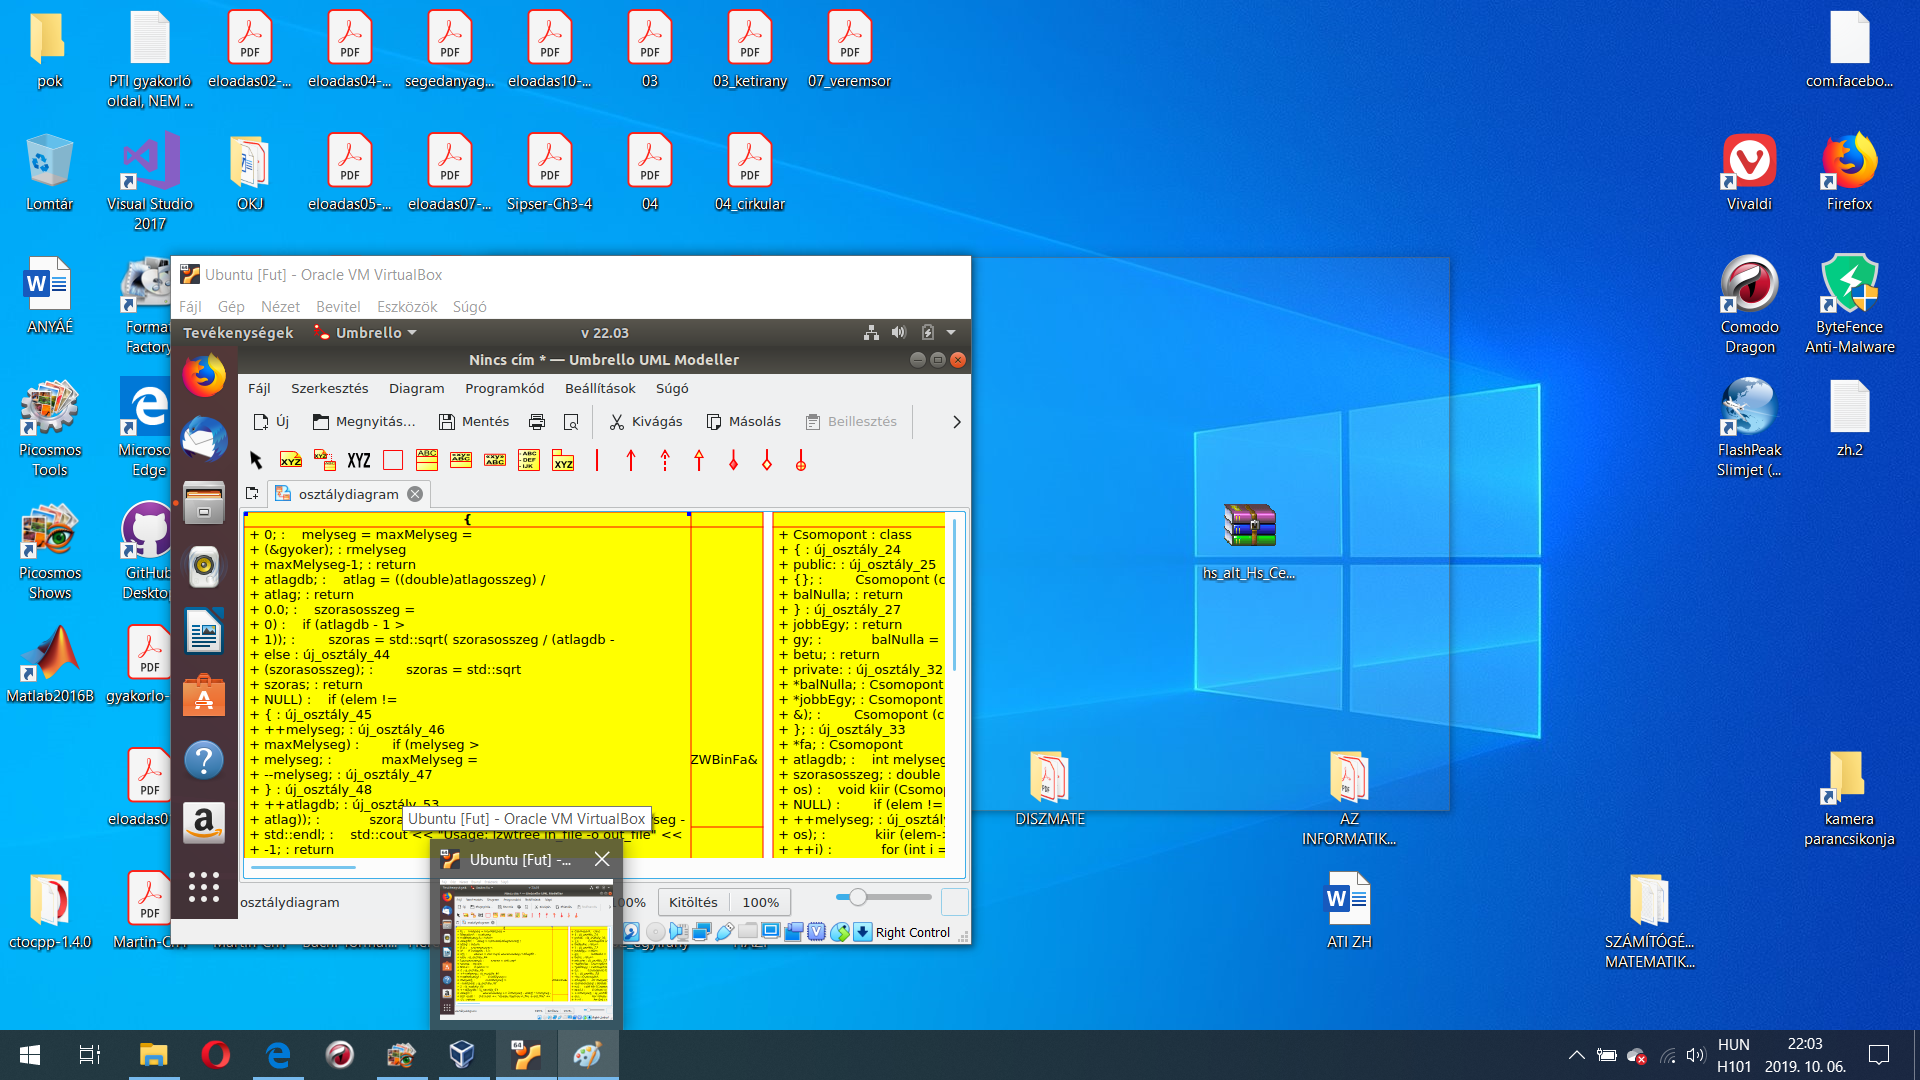 pok
PTI gyakorló
oldal, NEM ...
eloadas02-...
eloadas04-...
segedanyag...
eloadas10-...
03
03_ketirany
07_veremsor
com.facebo...
Lomtár
Visual Studio
2017
OKJ
eloadas05-...
eloadas07-...
Sipser-Ch3-4
04
04_cirkular
Vivaldi
Firefox
ANYÁÉ
Format
Factory
Comodo
Dragon
ByteFence
Anti-Malware
Picosmos
Tools
Microso
Edge
FlashPeak
Slimjet (...
zh.2
Picosmos
Shows
GitHub
Deskto
hs_alt_Hs_Ce...
Matlab2016B
gyakorlo-
eloadas0
DISZMATE
AZ
INFORMATIK...
kamera
parancsikonja
ctocpp-1.4.0
ATI ZH
SZÁMÍTÓGÉ...
MATEMATIK...
Ubuntu [Fut] - Oracle VM VirtualBox
Fájl Gép Nézet Bevitel Eszközök Súgó
Tevékenységek Umbrello v 22.03
Nincs cím * — Umbrello UML Modeller
Fájl Szerkesztés Diagram Programkód Beállítások Súgó
Új Megnyitás... Mentés Kivágás Másolás Beillesztés
osztálydiagram
{
+ 0; : melyseg = maxMelyseg =
+ (&gyoker); : rmelyseg
+ maxMelyseg-1; : return
+ atlagdb; : atlag = ((double)atlagosszeg) /
+ atlag; : return
+ 0.0; : szorasosszeg =
+ 0) : if (atlagdb - 1 >
+ 1)); : szoras = std::sqrt( szorasosszeg / (atlagdb -
+ else : új_osztály_44
+ (szorasosszeg); : szoras = std::sqrt
+ szoras; : return
+ NULL) : if (elem !=
+ { : új_osztály_45
+ ++melyseg; : új_osztály_46
+ maxMelyseg) : if (melyseg >
+ melyseg; : maxMelyseg =
+ --melyseg; : új_osztály_47
+ } : új_osztály_48
+ ++atlagdb; : új_osztály_53
+ atlag)); : szora
seg -
+ std::endl; : std::cout << "Usage: lzwtree in_file -o out_file" <<
+ -1; : return
ZWBinFa&
+ Csomopont : class
+ { : új_osztály_24
+ public: : új_osztály_25
+ {}; : Csomopont (c
+ balNulla; : return
+ } : új_osztály_27
+ jobbEgy; : return
+ gy; : balNulla =
+ betu; : return
+ private: : új_osztály_32
+ *balNulla; : Csomopont
+ *jobbEgy; : Csomopont
+ &); : Csomopont (c
+ }; : új_osztály_33
+ *fa; : Csomopont
+ atlagdb; : int melyseg
+ szorasosszeg; : double
+ os) : void kiir (Csomopon
+ NULL) : if (elem !=
+ ++melyseg; : új_osztály
+ os); : kiir (elem->
+ ++i) : for (int i =
Ubuntu [Fut] - Oracle VM VirtualBox
Ubuntu [Fut] -...
osztálydiagram
00% Kitöltés 100%
Right Control
HUN
H101
22:03
2019. 10. 06.